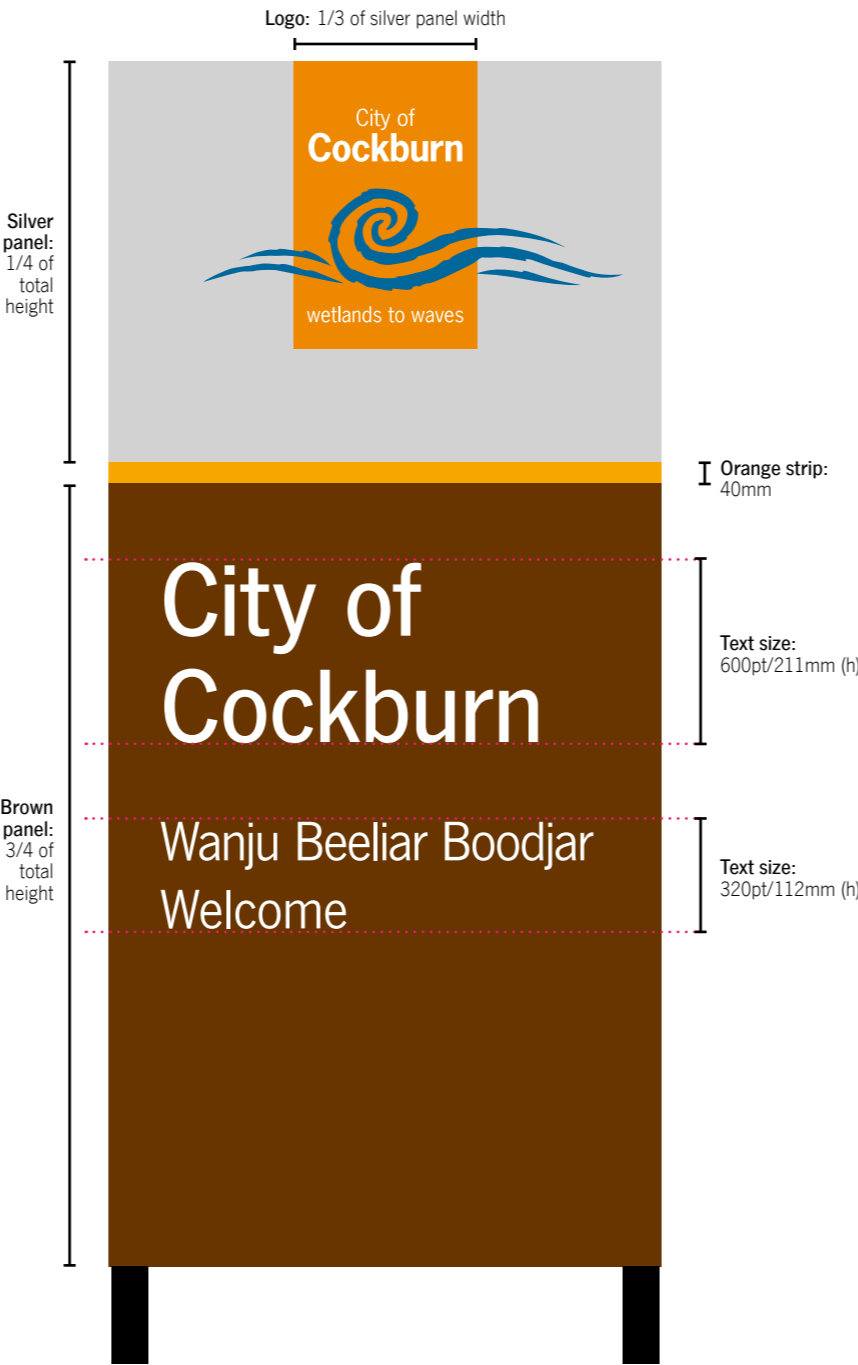 Logo: 1/3 of silver panel width
City of
Cockburn
wetlands to waves
Silver
panel:
1/4 of
total
height
Orange strip:
40mm
City of
Cockburn
Text size:
600pt/211mm (h)
Wanju Beeliar Boodjar
Welcome
Text size:
320pt/112mm (h)
Brown
panel:
3/4 of
total
height